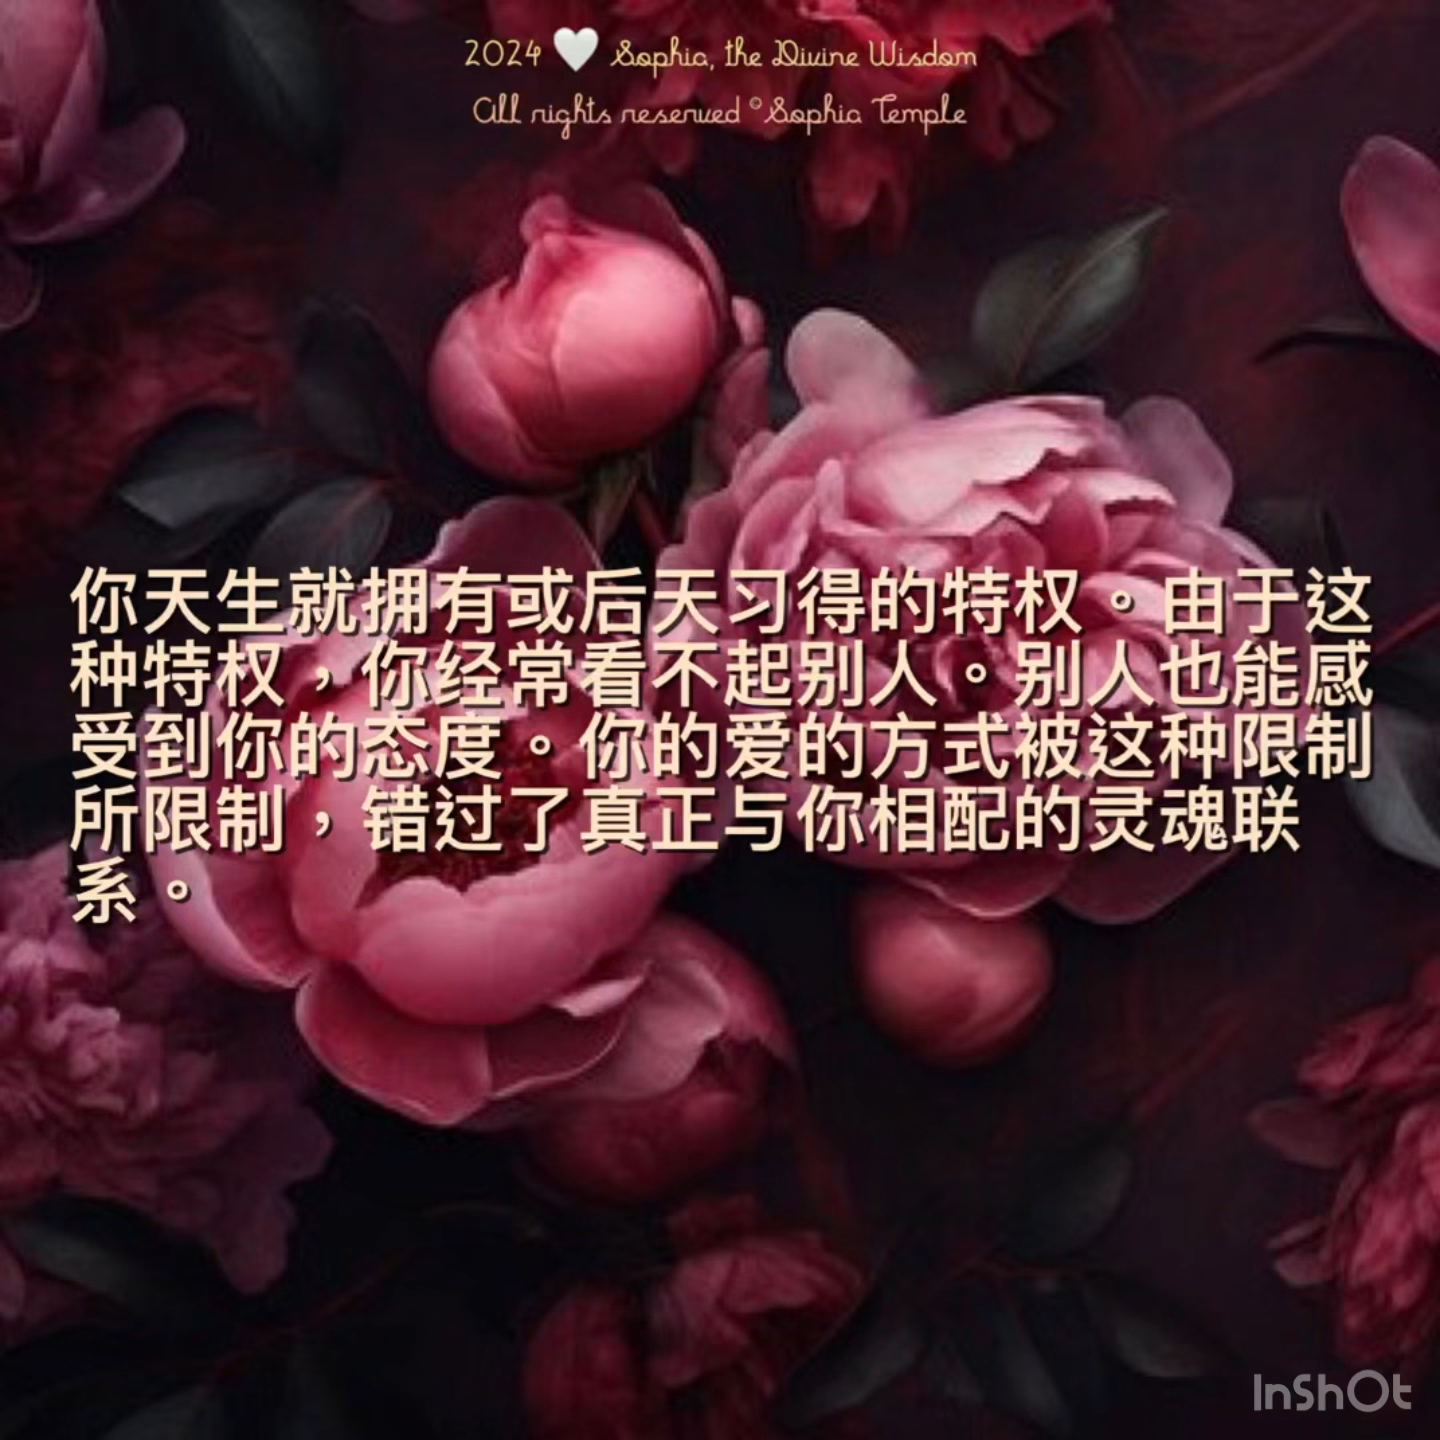 2024 🤍 Sophia, the Divine Wisdom
All rights reserved ©Sophia Temple
你天生就拥有或后天习得的特权。由于这
种特权，你经常看不起别人。别人也能感
受到你的态度。你的爱的方式被这种限制
所限制，错过了真正与你相配的灵魂联
系。
InShOt